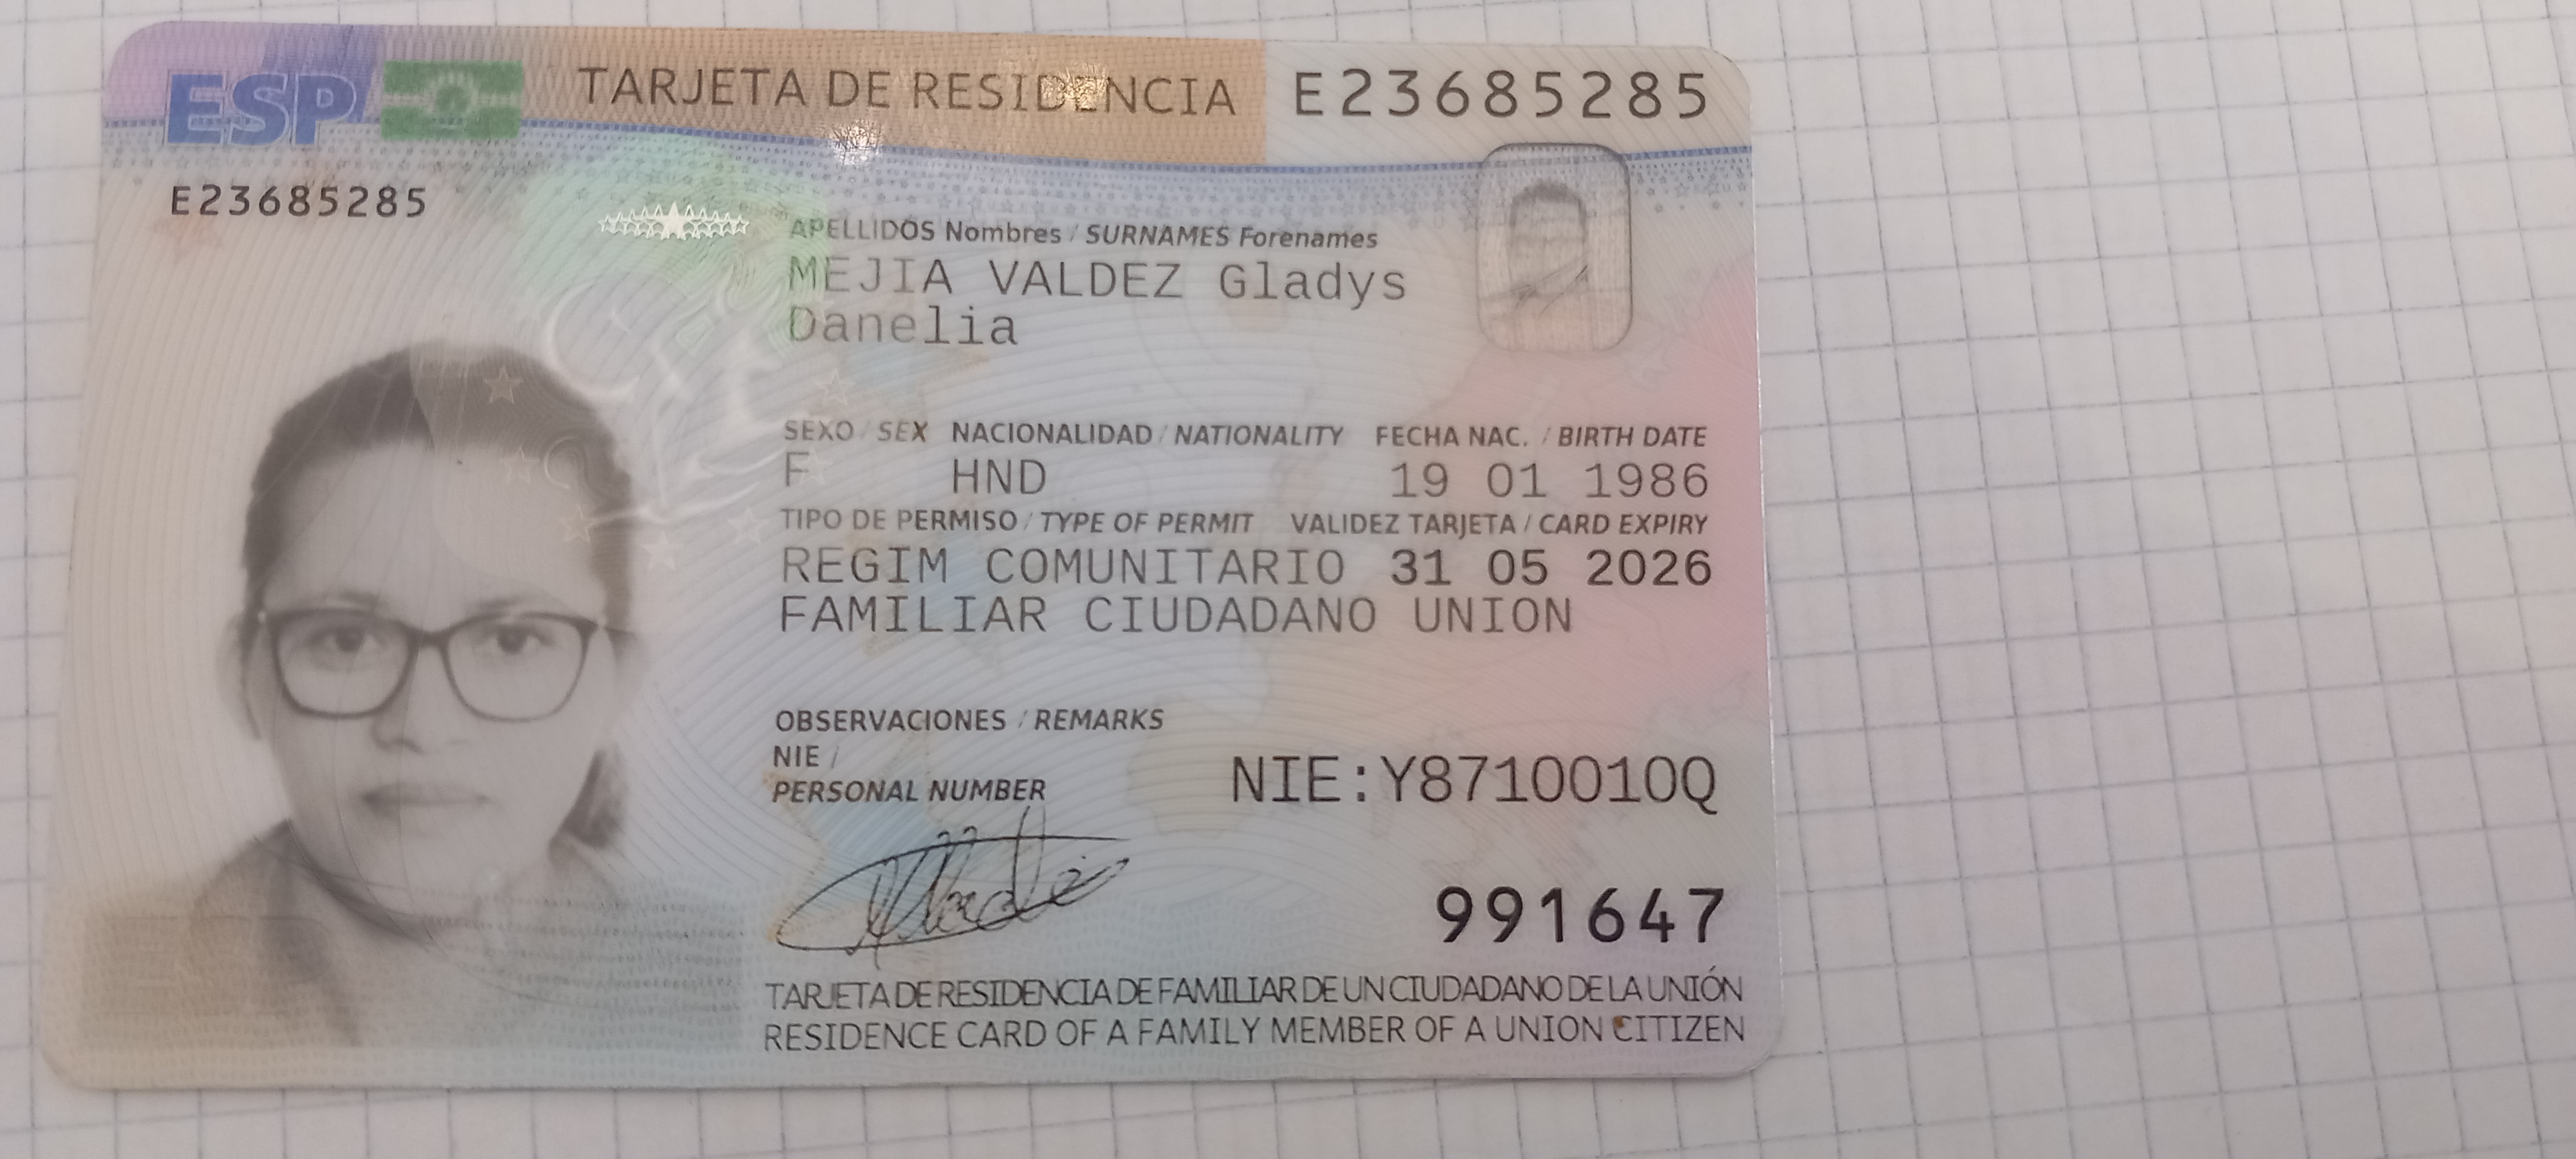 ESP TARJETA DE RESIDENCIA E23685285
E23685285
APELLIDOS Nombres / SURNAMES Forenames
MEJIA VALDEZ Gladys
Danelia
SEXO / SEX NACIONALIDAD / NATIONALITY FECHA NAC. / BIRTH DATE
F HND 19 01 1986
TIPO DE PERMISO / TYPE OF PERMIT VALIDEZ TARJETA / CARD EXPIRY
REGIM COMUNITARIO 31 05 2026
FAMILIAR CIUDADANO UNION
OBSERVACIONES / REMARKS
NIE /
PERSONAL NUMBER NIE:Y8710010Q
991647
TARJETA DE RESIDENCIA DE FAMILIAR DE UN CIUDADANO DE LA UNIÓN
RESIDENCE CARD OF A FAMILY MEMBER OF A UNION CITIZEN